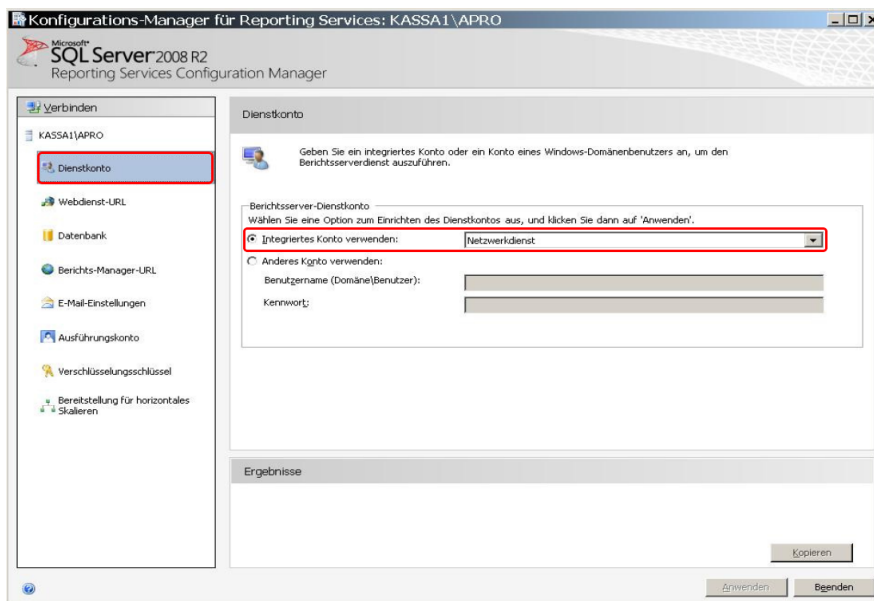 Konfigurations-Manager für Reporting Services: KASSA1\APRO
Microsoft
SQL Server 2008 R2
Reporting Services Configuration Manager
Verbinden
KASSA1\APRO
Dienstkonto
Webdienst-URL
Datenbank
Berichts-Manager-URL
E-Mail-Einstellungen
Ausführungskonto
Verschlüsselungsschlüssel
Bereitstellung für horizontales
Skalieren
Dienstkonto
Geben Sie ein integriertes Konto oder ein Konto eines Windows-Domänenbenutzers an, um den
Berichtsserverdienst auszuführen.
Berichtsserver-Dienstkonto
Wählen Sie eine Option zum Einrichten des Dienstkontos aus, und klicken Sie dann auf 'Anwenden'.
Integriertes Konto verwenden: Netzwerkdienst
Anderes Konto verwenden:
Benutzername (Domäne\Benutzer):
Kennwort:
Ergebnisse
Kopieren
Anwenden Beenden